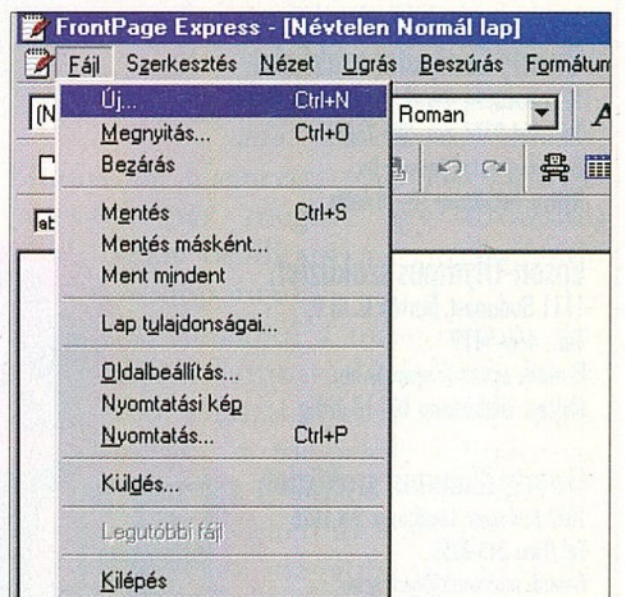 FrontPage Express - [Névtelen Normál lap]
Fájl Szerkesztés Nézet Ugrás Beszúrás Formátum
Új... Ctrl+N
Roman
Megnyitás... Ctrl+O
Bezárás
Mentés Ctrl+S
Mentés másként...
Ment mindent
Lap tulajdonságai...
Oldalbeállítás...
Nyomtatási kép
Nyomtatás... Ctrl+P
Küldés...
Legutóbbi fájl
Kilépés